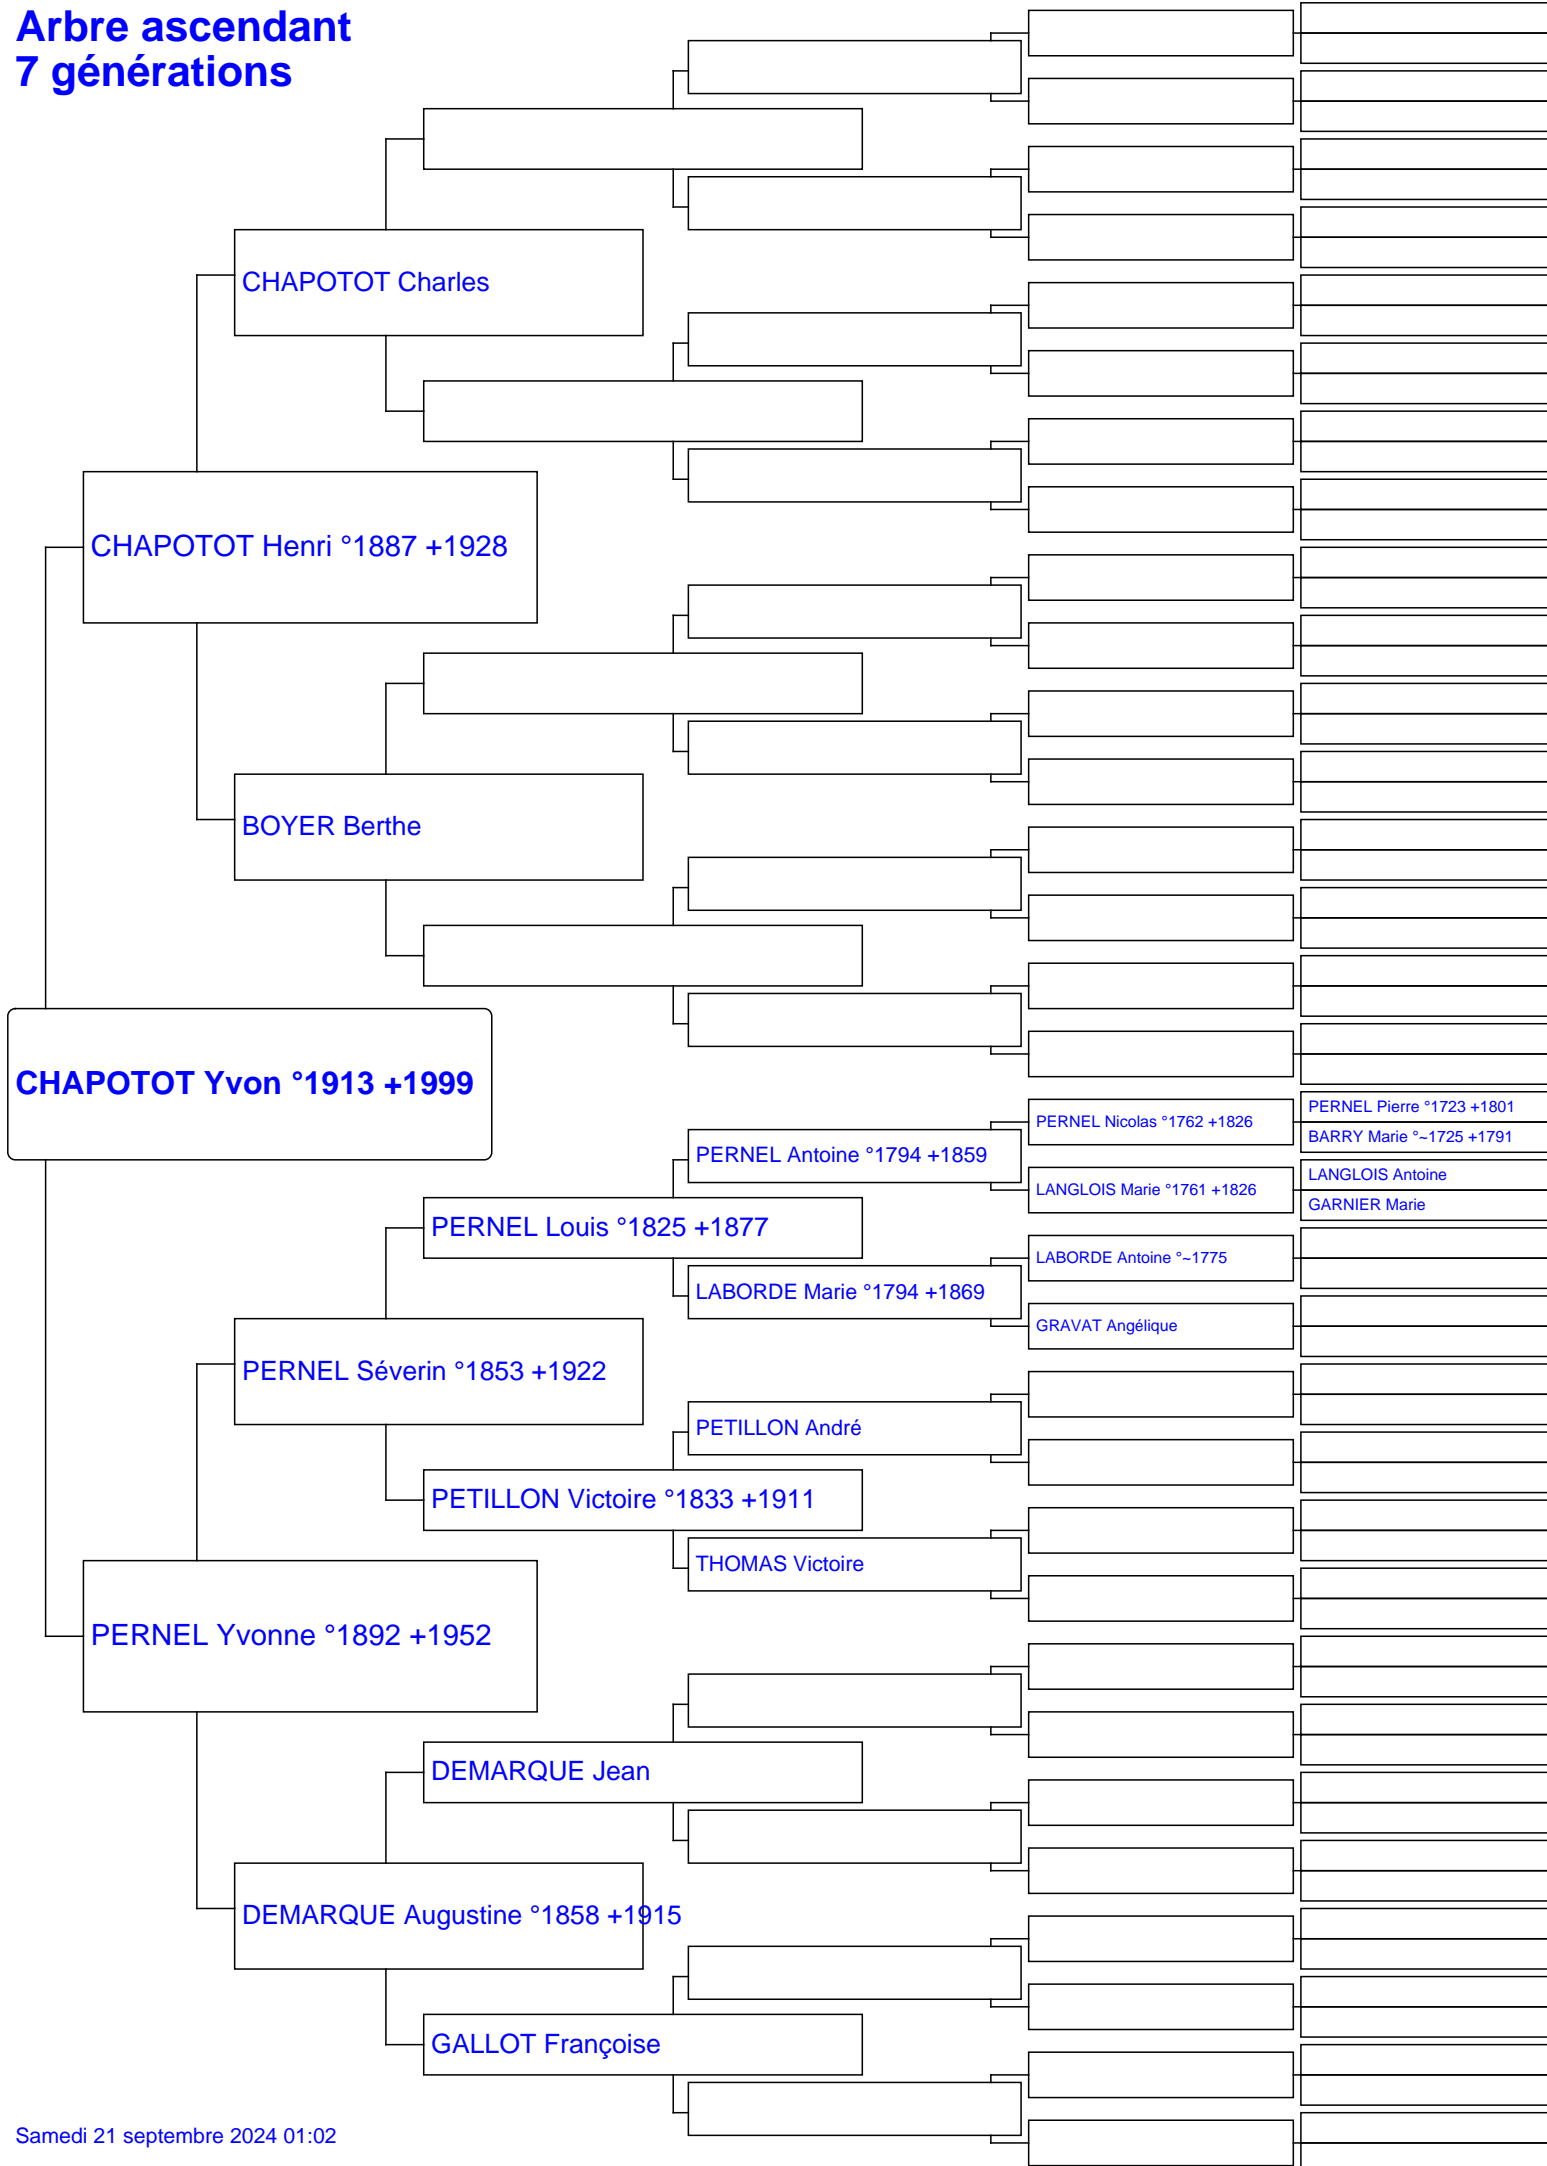 Arbre ascendant
7 générations
CHAPOTOT Charles
CHAPOTOT Henri °1887 +1928
BOYER Berthe
CHAPOTOT Yvon °1913 +1999
PERNEL Nicolas °1762 +1826
PERNEL Pierre °1723 +1801
BARRY Marie °~1725 +1791
PERNEL Antoine °1794 +1859
LANGLOIS Marie °1761 +1826
LANGLOIS Antoine
GARNIER Marie
PERNEL Louis °1825 +1877
LABORDE Antoine °~1775
LABORDE Marie °1794 +1869
GRAVAT Angélique
PERNEL Séverin °1853 +1922
PETILLON André
PETILLON Victoire °1833 +1911
THOMAS Victoire
PERNEL Yvonne °1892 +1952
DEMARQUE Jean
DEMARQUE Augustine °1858 +1915
GALLOT Françoise
Samedi 21 septembre 2024 01:02